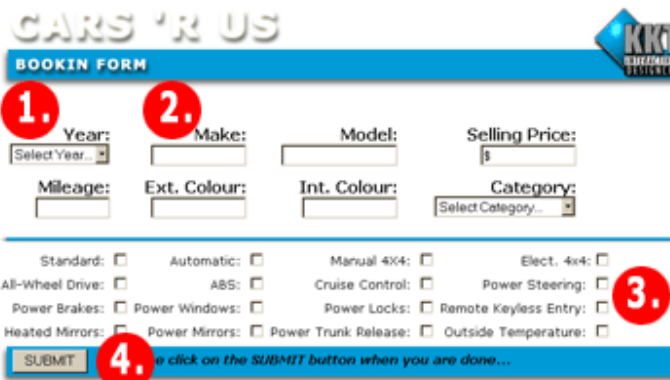 CARS 'R US
KKT
INTERACTIVE
DESIGNS
BOOKIN FORM
1. 2.
Year: Make: Model: Selling Price:
Select Year... $
Mileage: Ext. Colour: Int. Colour: Category:
Select Category...
Standard: Automatic: Manual 4X4: Elect. 4x4:
All-Wheel Drive: ABS: Cruise Control: Power Steering:
3.
Power Brakes: Power Windows: Power Locks: Remote Keyless Entry:
Heated Mirrors: Power Mirrors: Power Trunk Release: Outside Temperature:
SUBMIT 4. e click on the SUBMIT button when you are done...